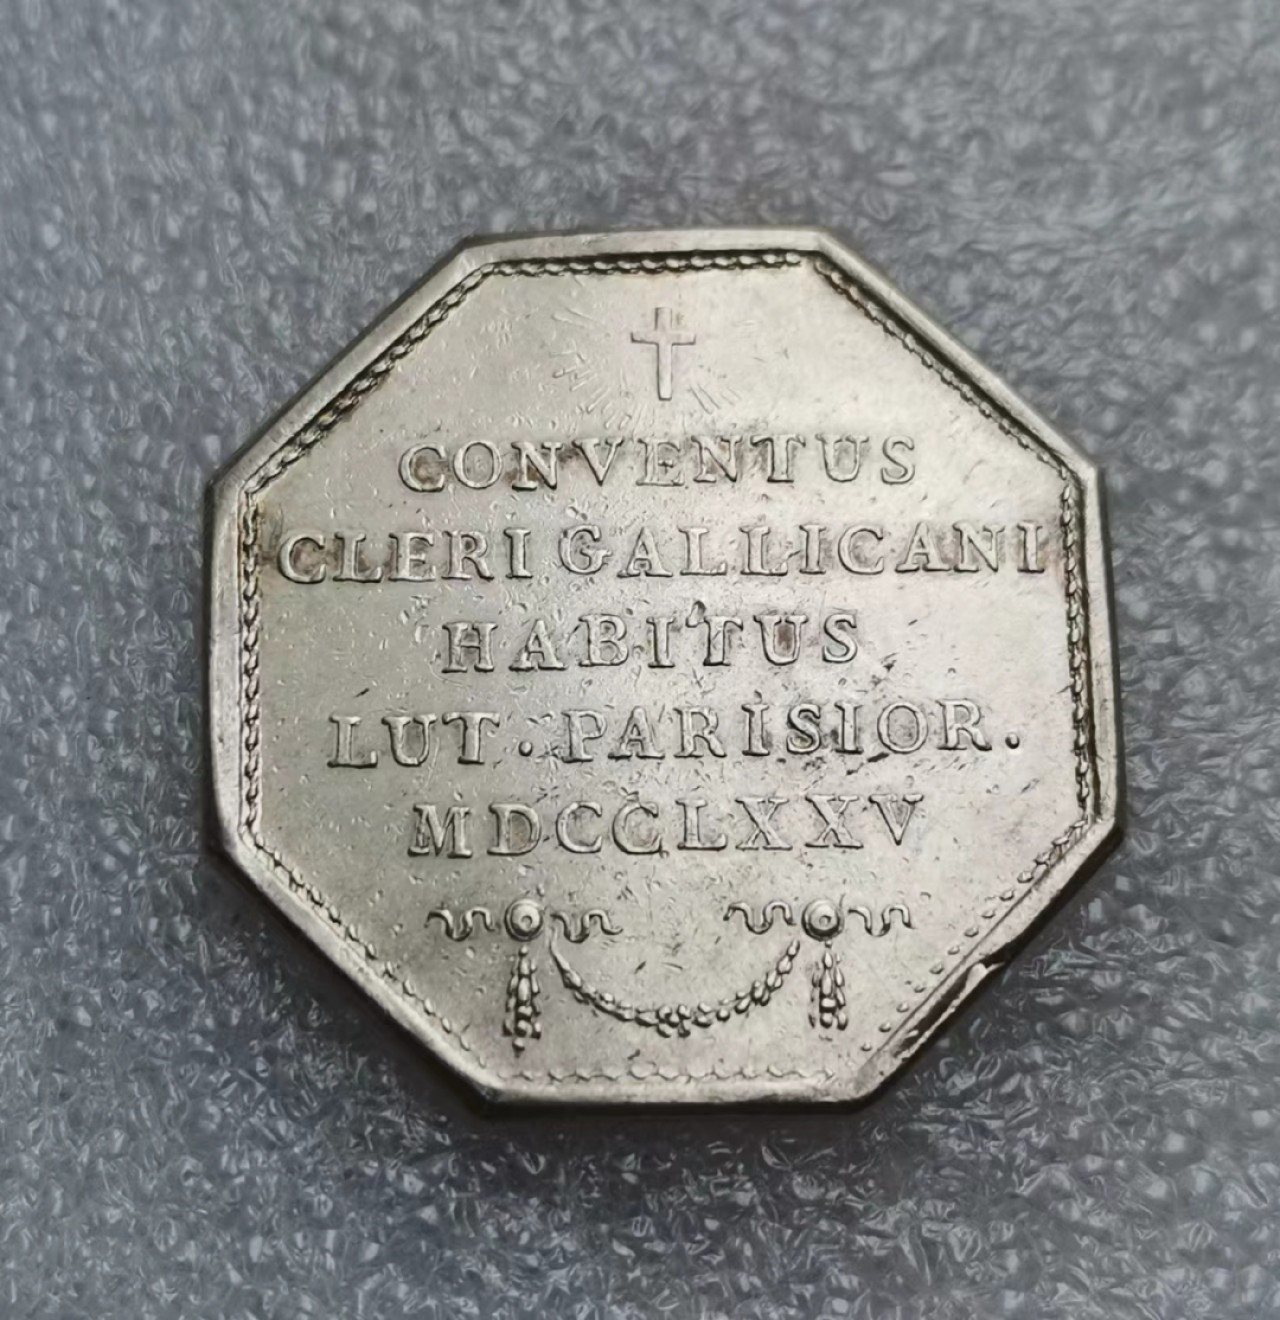 CONVENTUS
CLERI GALLICANI
HABITUS
LUT. PARISIOR.
MDCCLXXV